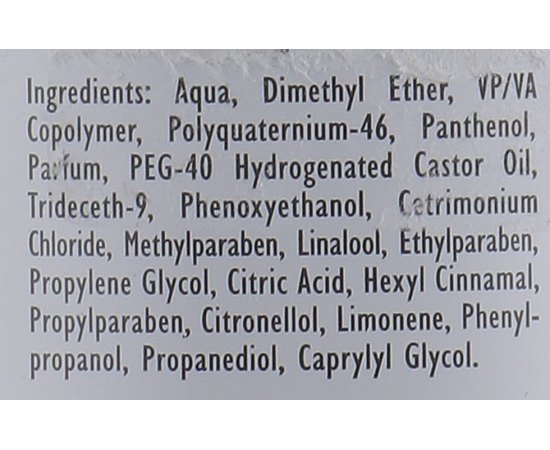 Ingredients: Aqua, Dimethyl Ether, VP/VA
Copolymer, Polyquaternium-46, Panthenol,
Parfum, PEG-40 Hydrogenated Castor Oil,
Trideceth-9, Phenoxyethanol, Cetrimonium
Chloride, Methylparaben, Linalool, Ethylparaben,
Propylene Glycol, Citric Acid, Hexyl Cinnamal,
Propylparaben, Citronellol, Limonene, Phenyl-
propanol, Propanediol, Caprylyl Glycol.